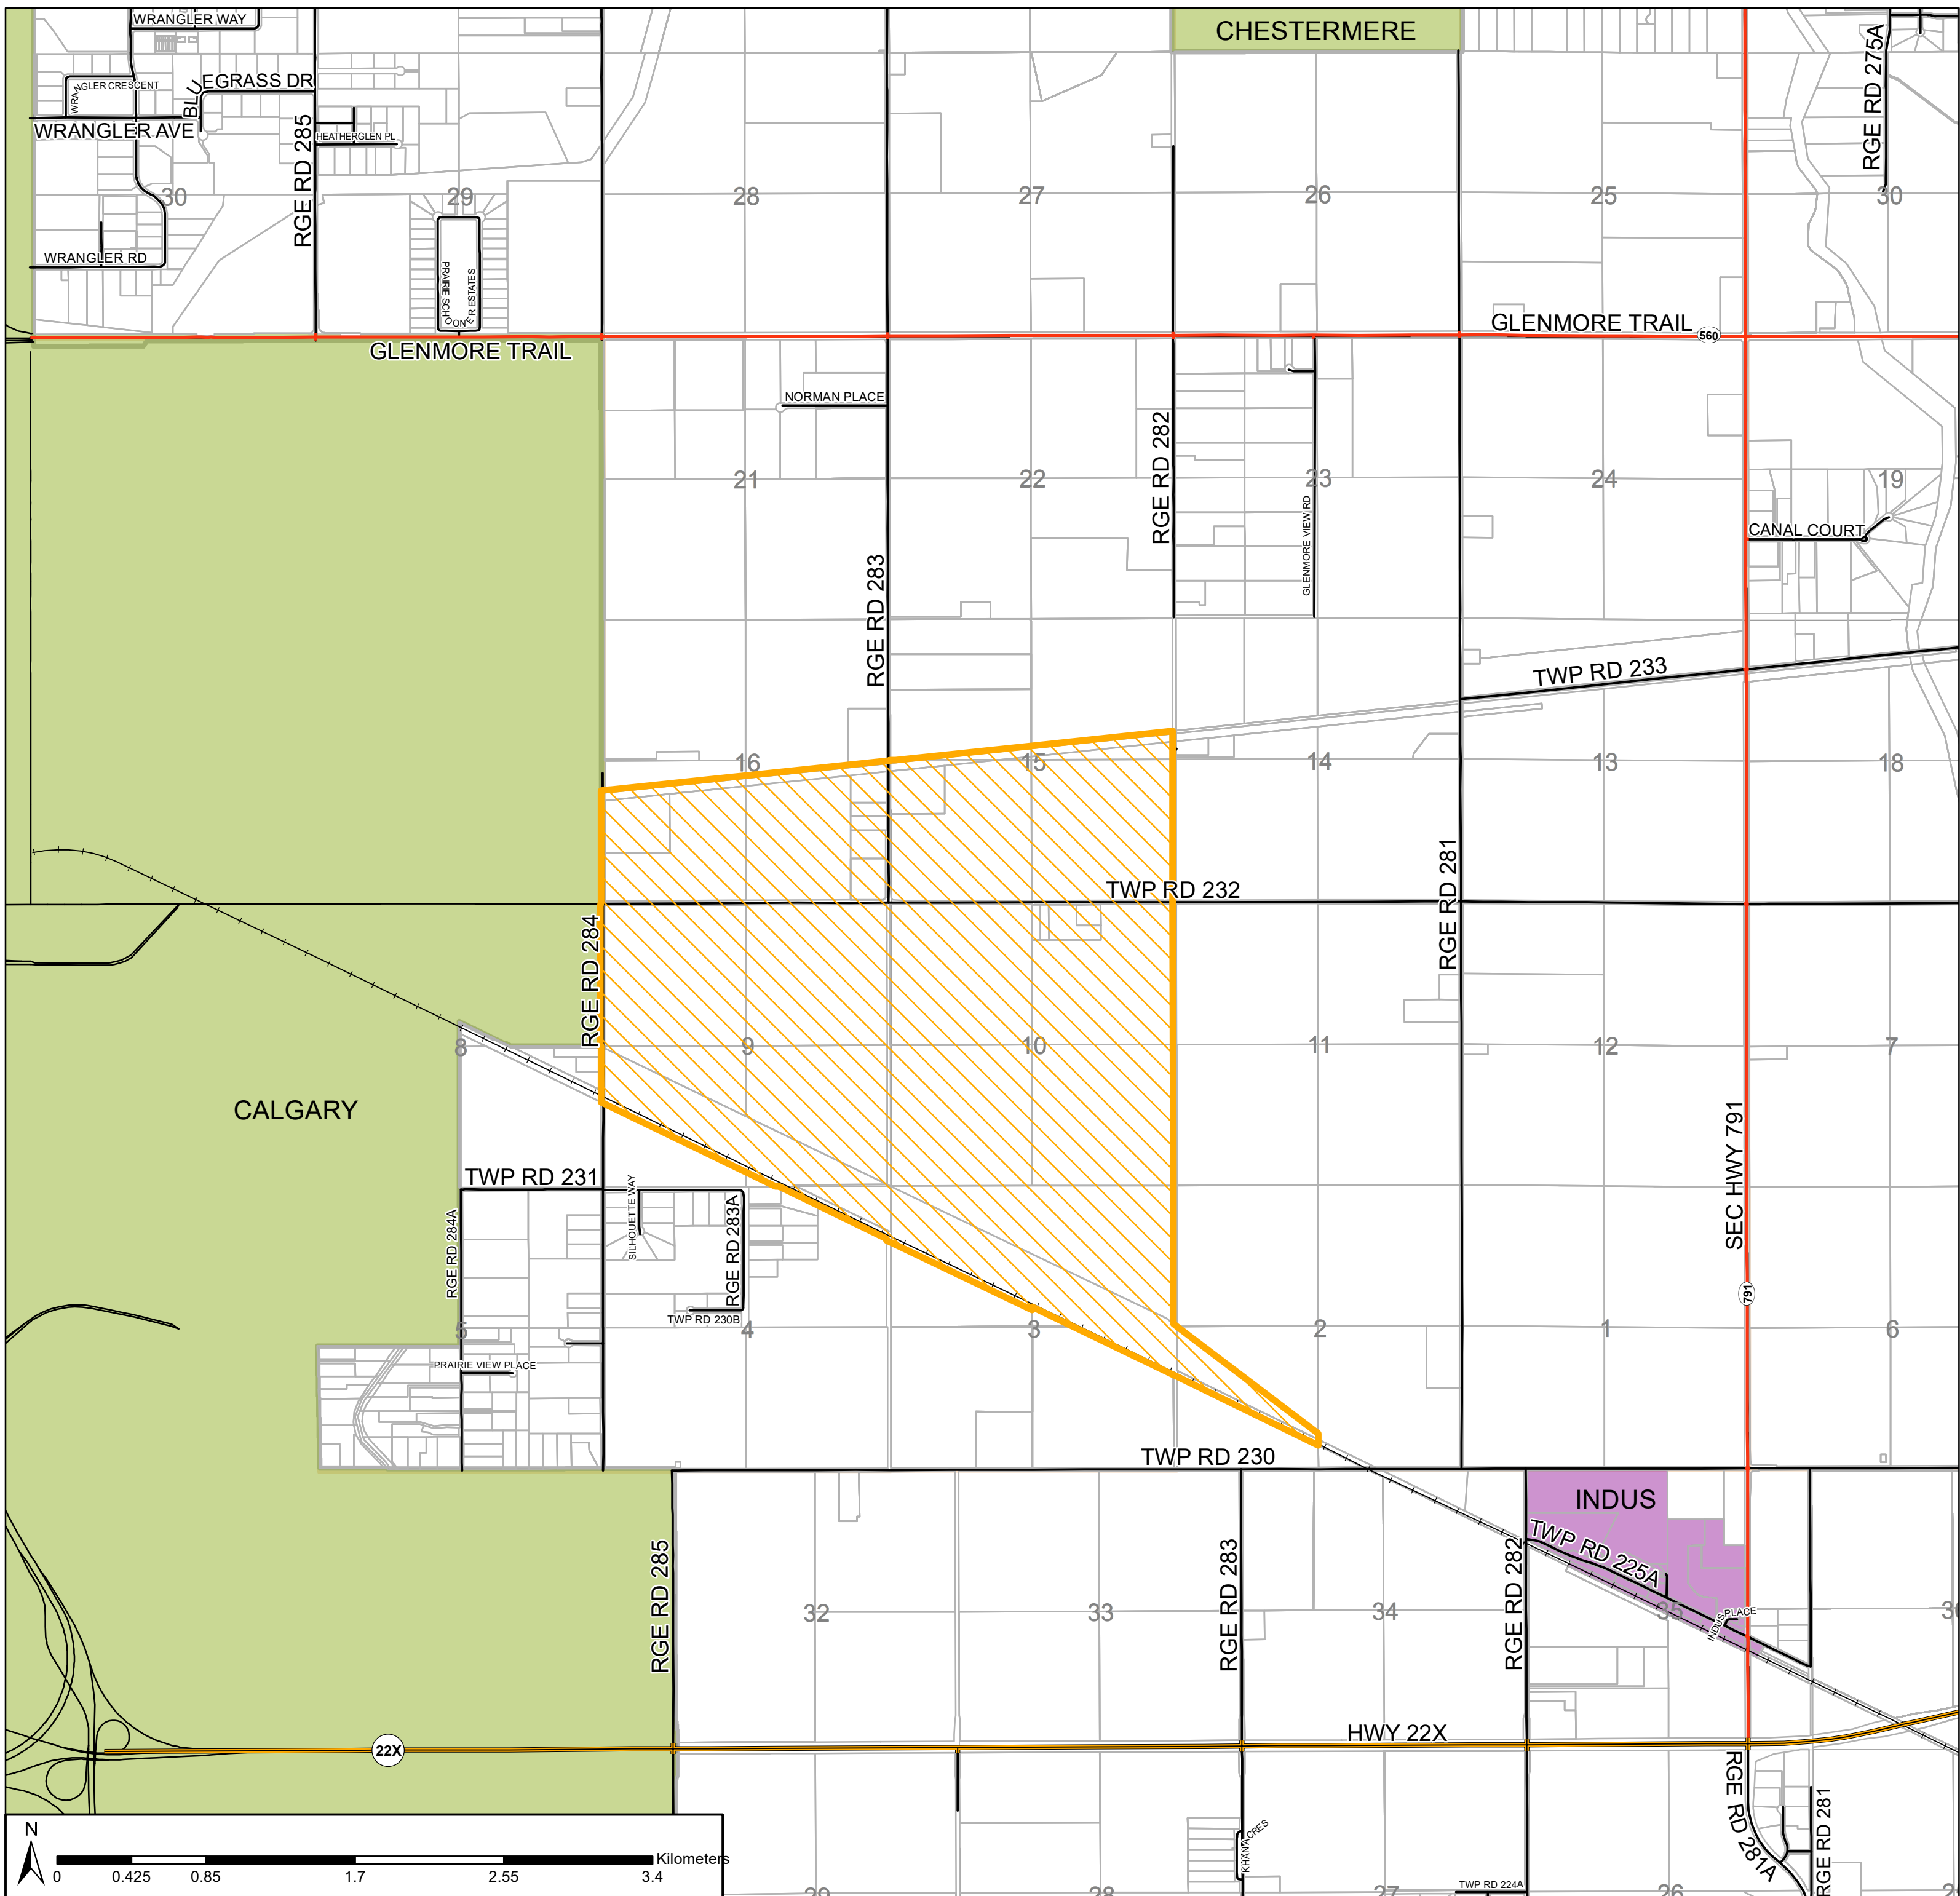 WRANGLER WAY
CHESTERMERE
RGE RD 275A
WRANGLER CRESCENT
BLUEGRASS DR
WRANGLER AVE
RGE RD 285
HEATHERGLEN PL
30
29
28
27
26
25
30
WRANGLER RD
PRAIRIE SCHOONER ESTATES
GLENMORE TRAIL
560
GLENMORE TRAIL
NORMAN PLACE
RGE RD 282
21
22
23
24
19
GLENMORE VIEW RD
CANAL COURT
RGE RD 283
TWP RD 233
16
15
14
13
18
RGE RD 281
TWP RD 232
RGE RD 284
8
9
10
11
12
7
CALGARY
SEC HWY 791
TWP RD 231
SILHOUETTE WAY
RGE RD 284A
RGE RD 283A
791
TWP RD 230B
5
4
3
2
1
6
PRAIRIE VIEW PLACE
TWP RD 230
INDUS
TWP RD 225A
RGE RD 285
RGE RD 283
RGE RD 282
32
33
34
35
INDUS PLACE
HWY 22X
22X
RGE RD 281A
RGE RD 281
KHAN ACRES
TWP RD 224A
29
28
27
26
N
Kilometers
0 0.425 0.85 1.7 2.55 3.4